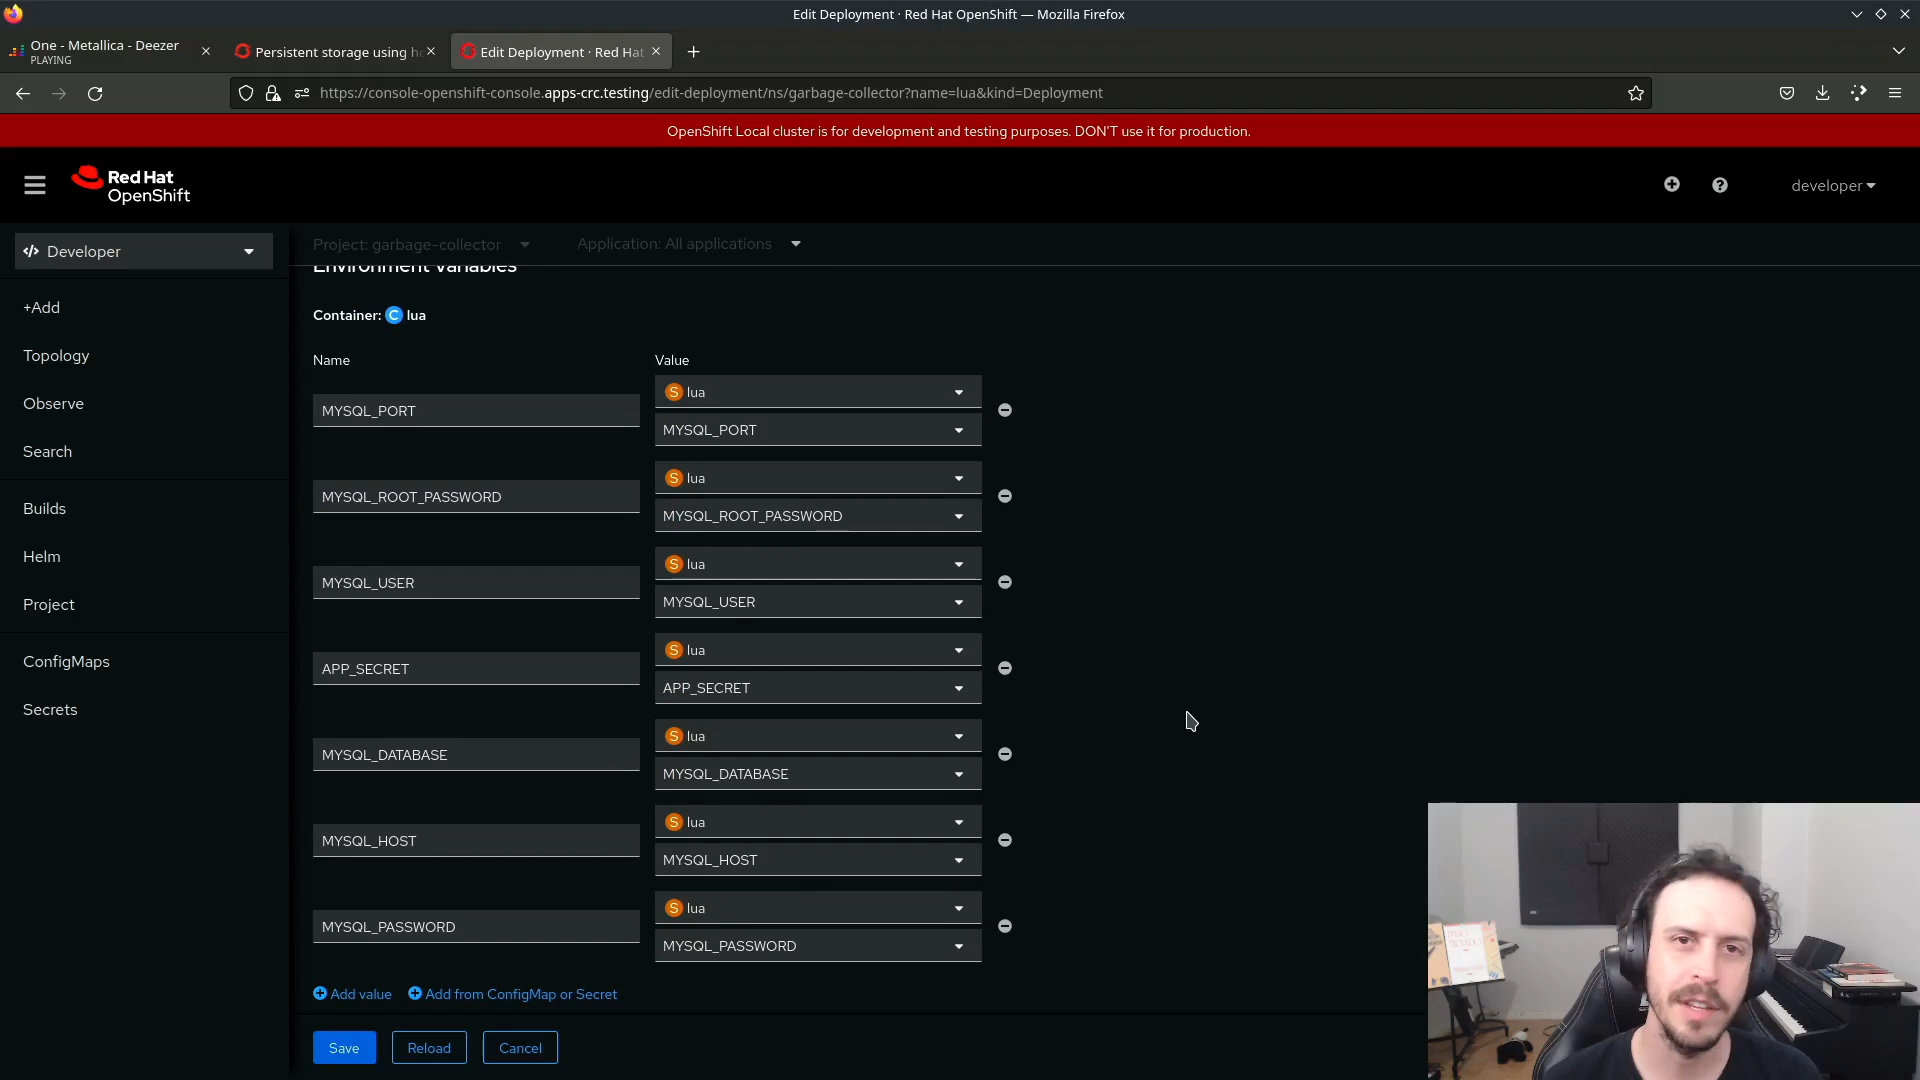 Edit Deployment · Red Hat OpenShift — Mozilla Firefox
One - Metallica - Deezer
PLAYING
Persistent storage using ho
Edit Deployment · Red Hat
https://console-openshift-console.apps-crc.testing/edit-deployment/ns/garbage-collector?name=lua&kind=Deployment
OpenShift Local cluster is for development and testing purposes. DON'T use it for production.
Red Hat
OpenShift
developer
Developer
Project: garbage-collector
Application: All applications
+Add
Topology
Observe
Search
Builds
Helm
Project
ConfigMaps
Secrets
Environment variables
Container: C lua
Name
Value
MYSQL_PORT
S lua
MYSQL_PORT
MYSQL_ROOT_PASSWORD
S lua
MYSQL_ROOT_PASSWORD
MYSQL_USER
S lua
MYSQL_USER
APP_SECRET
S lua
APP_SECRET
MYSQL_DATABASE
S lua
MYSQL_DATABASE
MYSQL_HOST
S lua
MYSQL_HOST
MYSQL_PASSWORD
S lua
MYSQL_PASSWORD
Add value
Add from ConfigMap or Secret
Save
Reload
Cancel